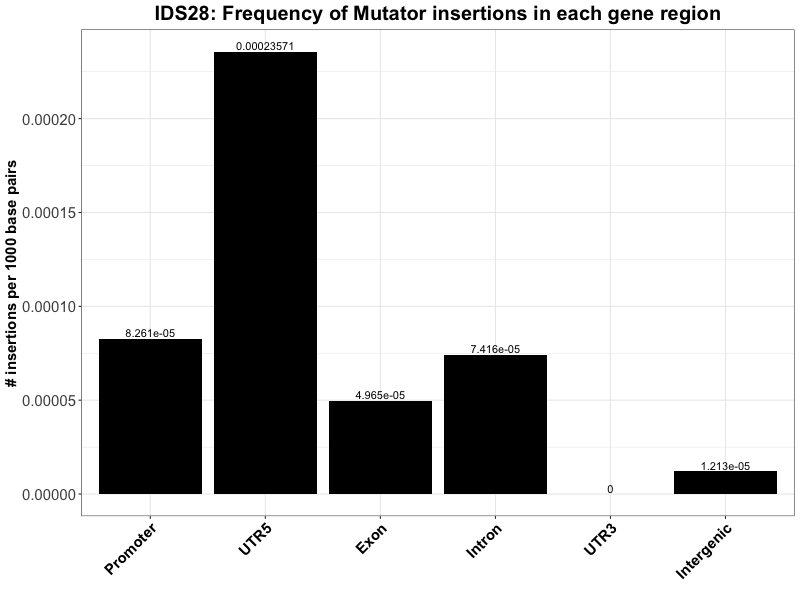 IDS28: Frequency of Mutator insertions in each gene region
# insertions per 1000 base pairs
0.00020
0.00015
0.00010
0.00005
0.00000
8.261e-05
0.00023571
4.965e-05
7.416e-05
0
1.213e-05
Promoter
UTR5
Exon
Intron
UTR3
Intergenic